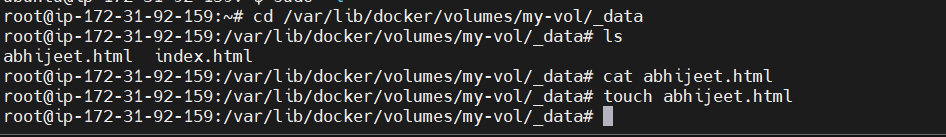 root@ip-172-31-92-159:~# cd /var/lib/docker/volumes/my-vol/_data
root@ip-172-31-92-159:/var/lib/docker/volumes/my-vol/_data# ls
abhijeet.html  index.html
root@ip-172-31-92-159:/var/lib/docker/volumes/my-vol/_data# cat abhijeet.html
root@ip-172-31-92-159:/var/lib/docker/volumes/my-vol/_data# touch abhijeet.html
root@ip-172-31-92-159:/var/lib/docker/volumes/my-vol/_data#